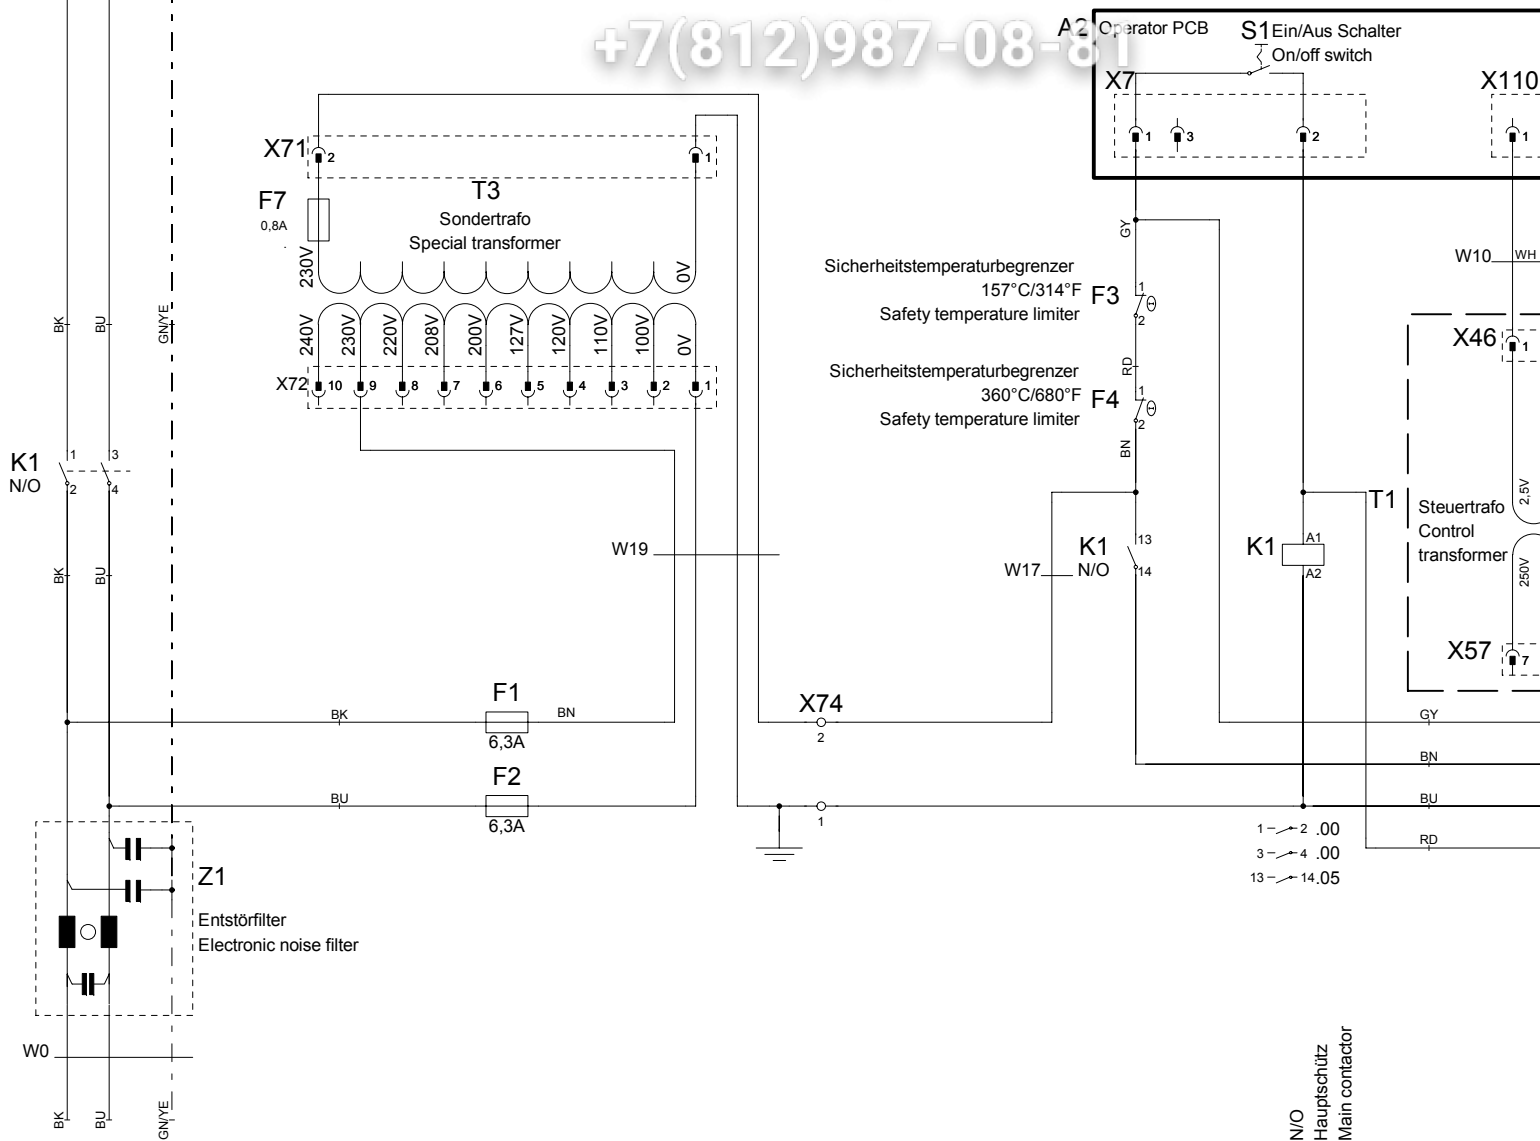 +7(812)987-08-81
A2 Operator PCB
S1 Ein/Aus Schalter
On/off switch
X7
X110
1
3
2
1
X71
2
1
F7
0,8A
T3
Sondertrafo
Special transformer
230V
0V
240V
230V
220V
208V
200V
127V
120V
110V
100V
0V
X72
10
9
8
7
6
5
4
3
2
1
BK
BU
GN/YE
GY
W10
WH
Sicherheitstemperaturbegrenzer
157°C/314°F
Safety temperature limiter
F3
1
2
RD
Sicherheitstemperaturbegrenzer
360°C/680°F
Safety temperature limiter
F4
1
2
BN
X46
1
K1
N/O
1
3
2
4
T1
Steuertrafo
Control
transformer
2,5V
250V
W19
W17
K1
N/O
13
14
K1
A1
A2
BK
BU
X57
7
F1
BK
BN
6,3A
X74
2
GY
BN
F2
BU
6,3A
1
BU
RD
1 2 .00
3 4 .00
13 14 .05
Z1
Entstörfilter
Electronic noise filter
W0
BK
BU
GN/YE
N/O
Hauptschütz
Main contactor